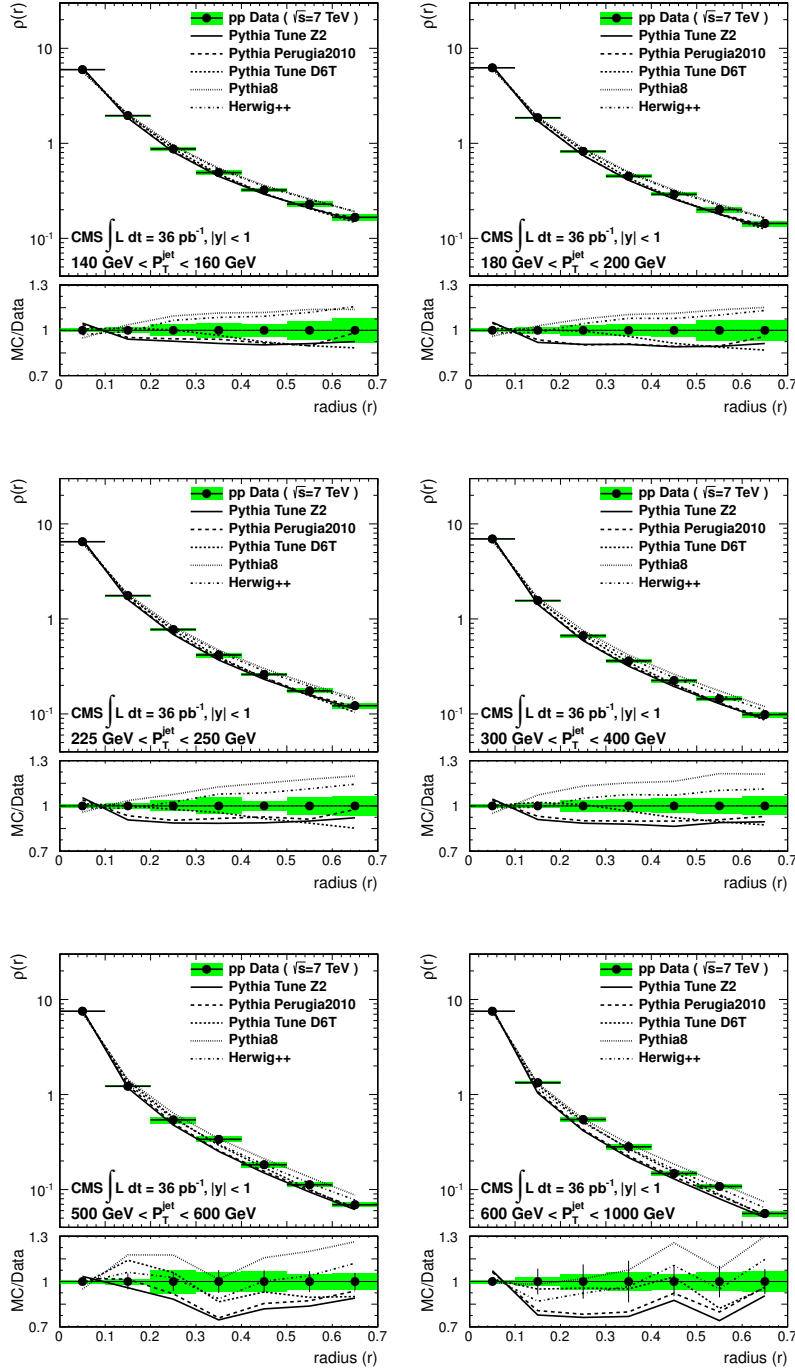 ρ(r)
10
1
10⁻¹
pp Data ( √s=7 TeV )
Pythia Tune Z2
Pythia Perugia2010
Pythia Tune D6T
Pythia8
Herwig++
CMS ∫ L dt = 36 pb⁻¹, |y| < 1
140 GeV < P_T^jet < 160 GeV
MC/Data
1.3
1
0.7
0 0.1 0.2 0.3 0.4 0.5 0.6 0.7
radius (r)
ρ(r)
10
1
10⁻¹
pp Data ( √s=7 TeV )
Pythia Tune Z2
Pythia Perugia2010
Pythia Tune D6T
Pythia8
Herwig++
CMS ∫ L dt = 36 pb⁻¹, |y| < 1
180 GeV < P_T^jet < 200 GeV
MC/Data
1.3
1
0.7
0 0.1 0.2 0.3 0.4 0.5 0.6 0.7
radius (r)
ρ(r)
10
1
10⁻¹
pp Data ( √s=7 TeV )
Pythia Tune Z2
Pythia Perugia2010
Pythia Tune D6T
Pythia8
Herwig++
CMS ∫ L dt = 36 pb⁻¹, |y| < 1
225 GeV < P_T^jet < 250 GeV
MC/Data
1.3
1
0.7
0 0.1 0.2 0.3 0.4 0.5 0.6 0.7
radius (r)
ρ(r)
10
1
10⁻¹
pp Data ( √s=7 TeV )
Pythia Tune Z2
Pythia Perugia2010
Pythia Tune D6T
Pythia8
Herwig++
CMS ∫ L dt = 36 pb⁻¹, |y| < 1
300 GeV < P_T^jet < 400 GeV
MC/Data
1.3
1
0.7
0 0.1 0.2 0.3 0.4 0.5 0.6 0.7
radius (r)
ρ(r)
10
1
10⁻¹
pp Data ( √s=7 TeV )
Pythia Tune Z2
Pythia Perugia2010
Pythia Tune D6T
Pythia8
Herwig++
CMS ∫ L dt = 36 pb⁻¹, |y| < 1
500 GeV < P_T^jet < 600 GeV
MC/Data
1.3
1
0.7
0 0.1 0.2 0.3 0.4 0.5 0.6 0.7
radius (r)
ρ(r)
10
1
10⁻¹
pp Data ( √s=7 TeV )
Pythia Tune Z2
Pythia Perugia2010
Pythia Tune D6T
Pythia8
Herwig++
CMS ∫ L dt = 36 pb⁻¹, |y| < 1
600 GeV < P_T^jet < 1000 GeV
MC/Data
1.3
1
0.7
0 0.1 0.2 0.3 0.4 0.5 0.6 0.7
radius (r)